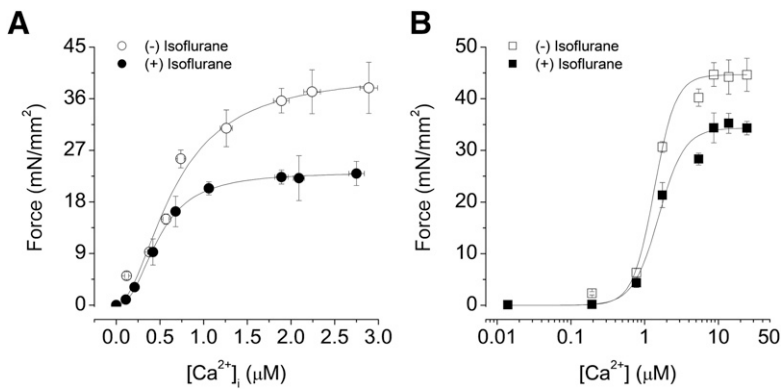 A
(-) Isoflurane
(+) Isoflurane
Force (mN/mm²)
45
36
27
18
9
0
0.0 0.5 1.0 1.5 2.0 2.5 3.0
[Ca²⁺]ᵢ (μM)
B
(-) Isoflurane
(+) Isoflurane
Force (mN/mm²)
50
40
30
20
10
0
0.01 0.1 1 10 50
[Ca²⁺] (μM)